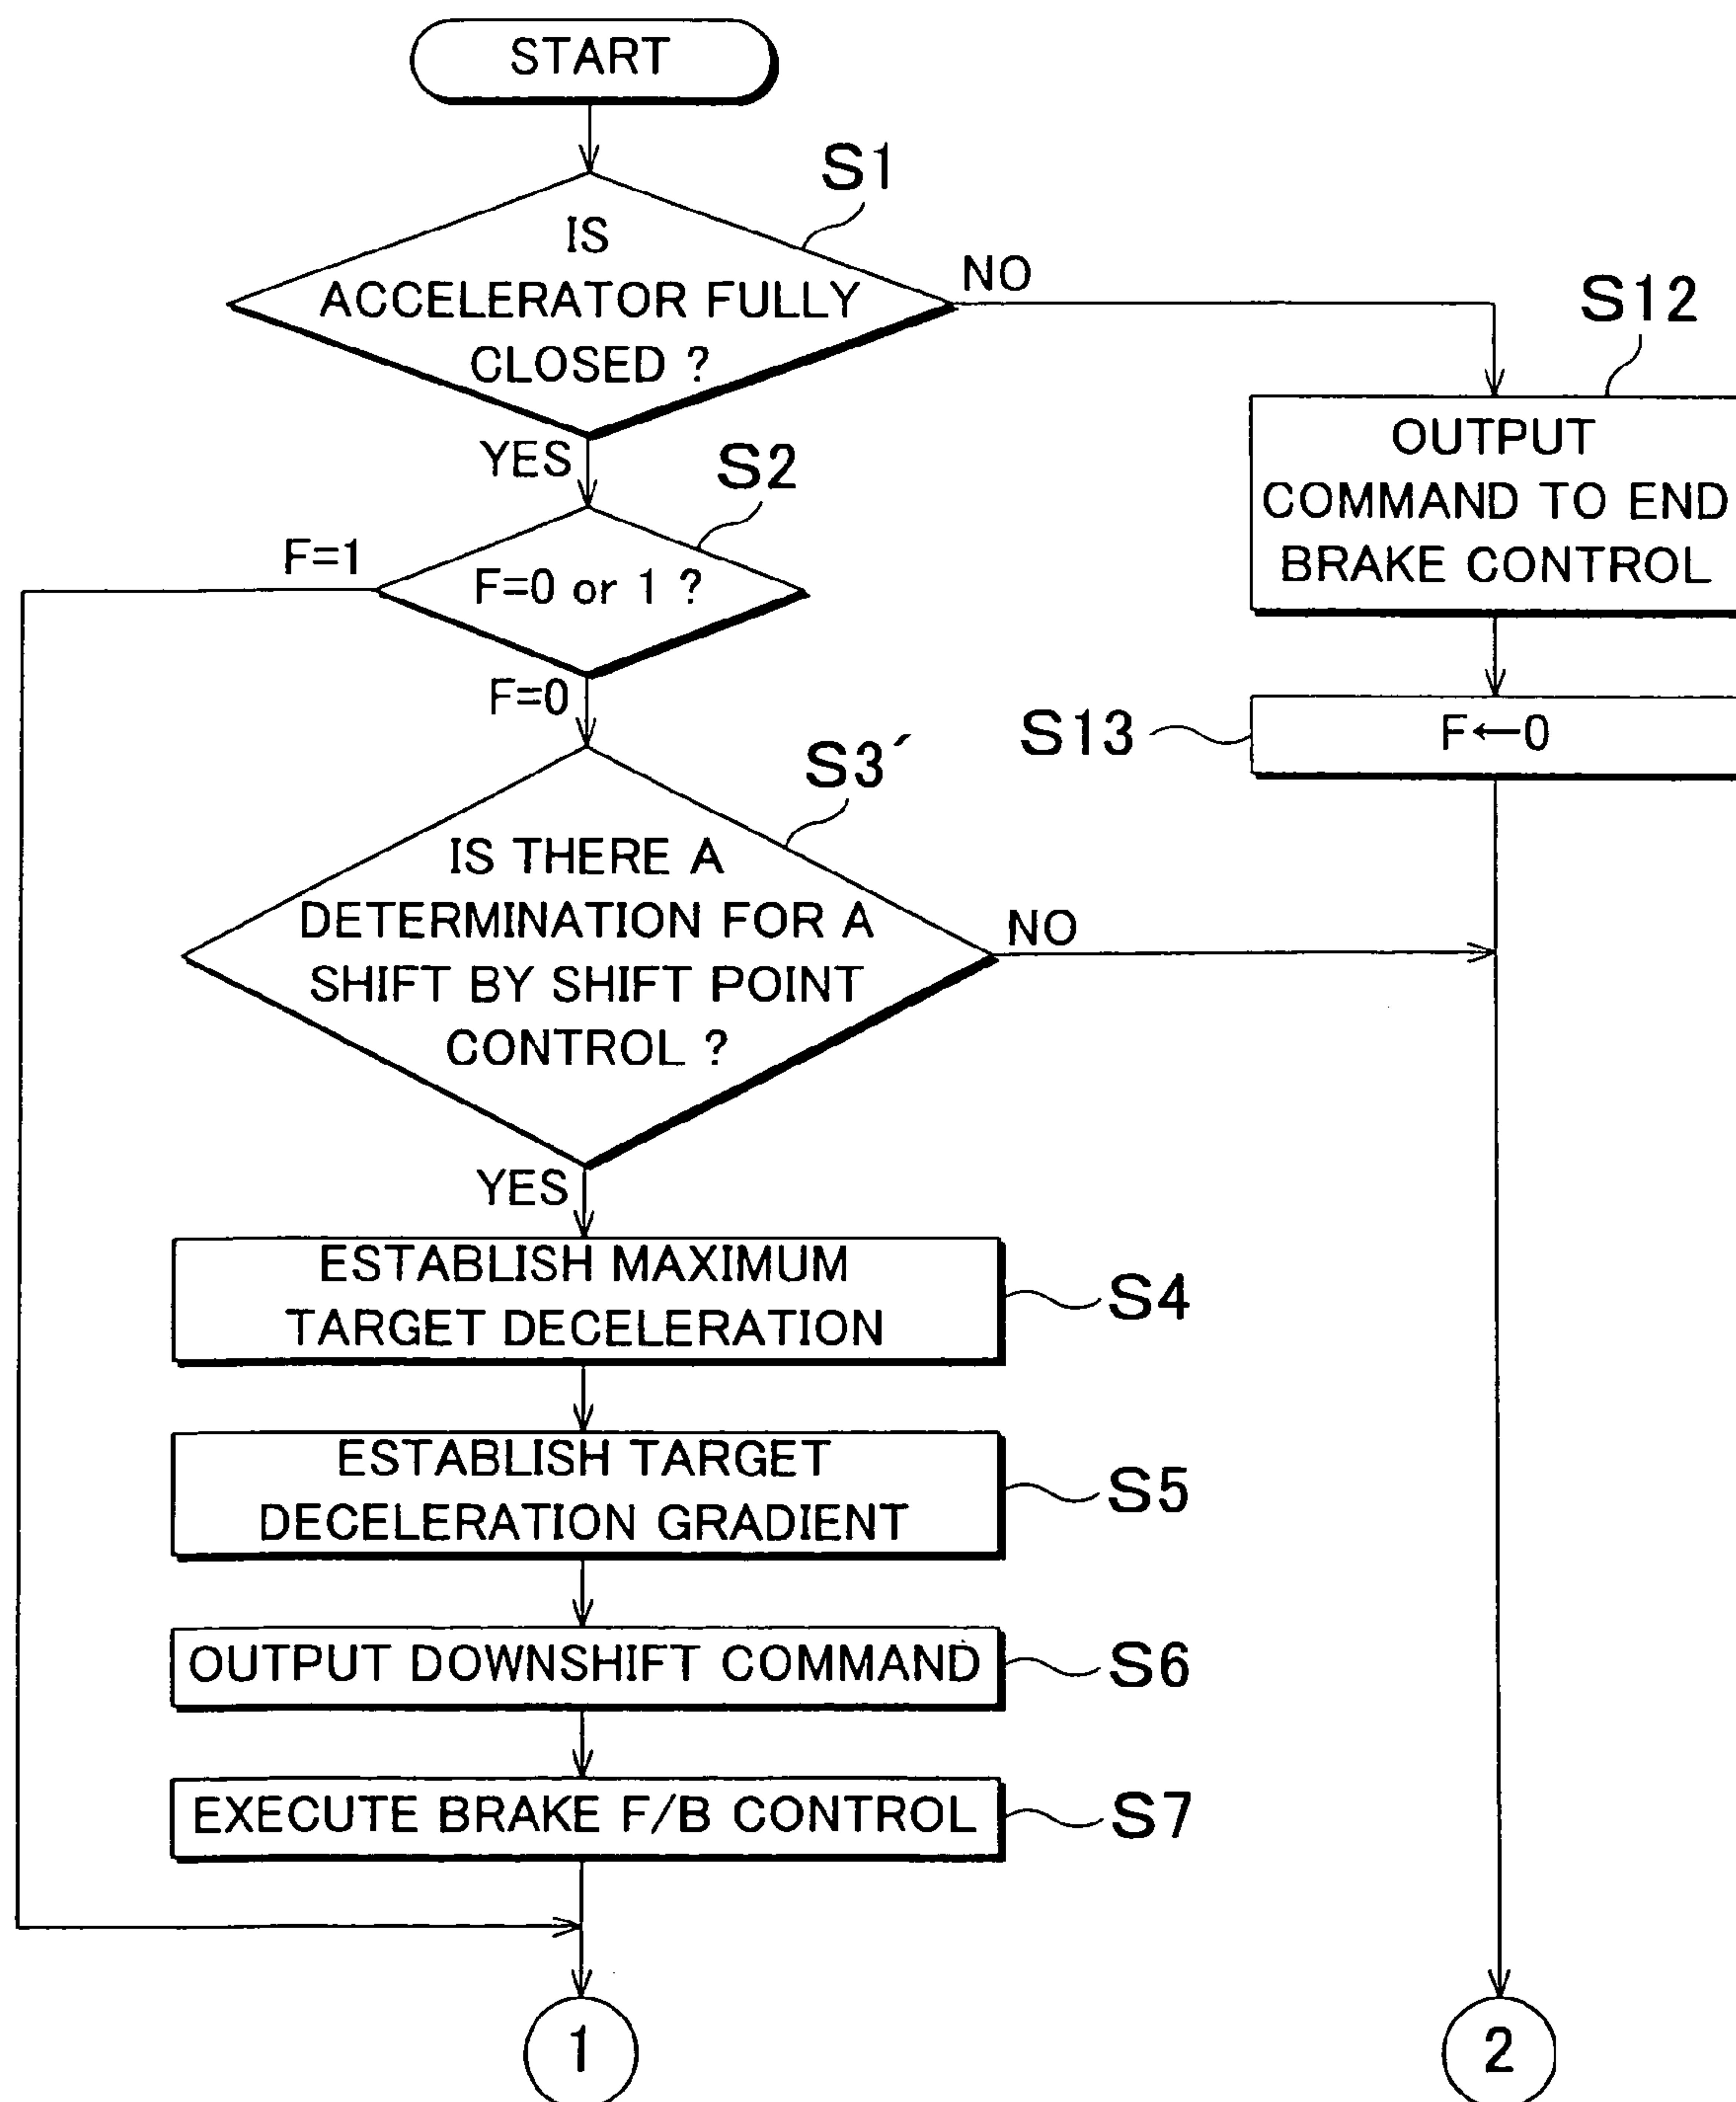 START
S1
IS
ACCELERATOR FULLY
CLOSED ?
NO
YES
S12
OUTPUT
COMMAND TO END
BRAKE CONTROL
S2
F=1
F=0 or 1 ?
F=0
S13
F←0
S3´
IS THERE A
DETERMINATION FOR A
SHIFT BY SHIFT POINT
CONTROL ?
NO
YES
ESTABLISH MAXIMUM
TARGET DECELERATION
S4
ESTABLISH TARGET
DECELERATION GRADIENT
S5
OUTPUT DOWNSHIFT COMMAND
S6
EXECUTE BRAKE F/B CONTROL
S7
1
2